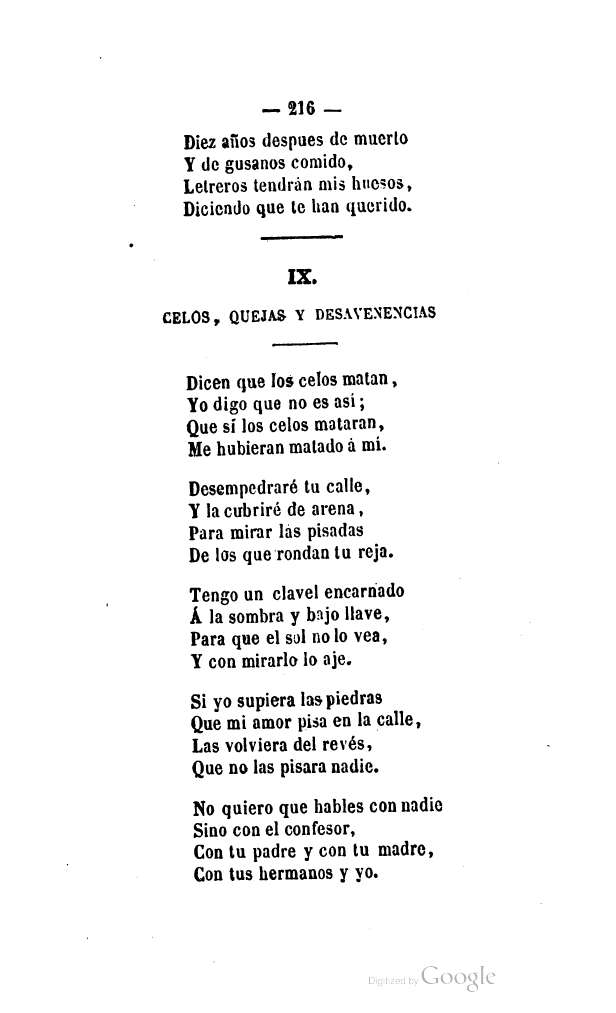 — 216 —
Diez años despues de muerto
Y de gusanos comido,
Letreros tendrán mis huesos,
Diciendo que te han querido.
IX.
CELOS, QUEJAS Y DESAVENENCIAS
Dicen que los celos matan,
Yo digo que no es asi;
Que sí los celos mataran,
Me hubieran matado á mi.
Desempedraré tu calle,
Y la cubriré de arena,
Para mirar las pisadas
De los que rondan tu reja.
Tengo un clavel encarnado
Á la sombra y bajo llave,
Para que el sol no lo vea,
Y con mirarlo lo aje.
Si yo supiera las piedras
Que mi amor pisa en la calle,
Las volviera del revés,
Que no las pisara nadie.
No quiero que hables con nadie
Sino con el confesor,
Con tu padre y con tu madre,
Con tus hermanos y yo.
Digitized by Google